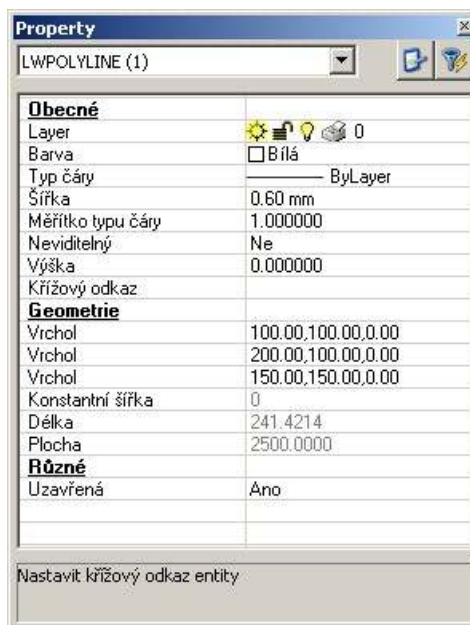 Property
LWPOLYLINE (1)
Obecné
Layer 0
Barva Bílá
Typ čáry ByLayer
Šířka 0.60 mm
Měřítko typu čáry 1.000000
Neviditelný Ne
Výška 0.000000
Křížový odkaz
Geometrie
Vrchol 100.00,100.00,0.00
Vrchol 200.00,100.00,0.00
Vrchol 150.00,150.00,0.00
Konstantní šířka 0
Délka 241.4214
Plocha 2500.0000
Různé
Uzavřená Ano
Nastavit křížový odkaz entity